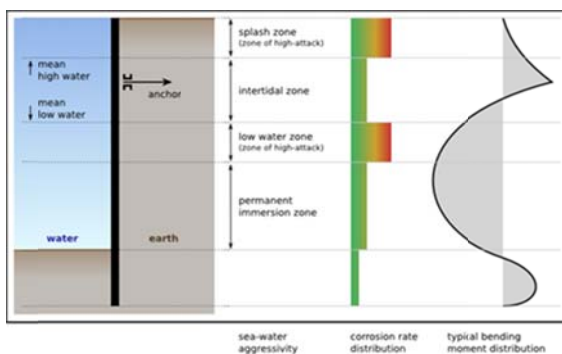 mean
high water
mean
low water
anchor
water
earth
splash zone
(zone of high-attack)
intertidal zone
low water zone
(zone of high-attack)
permanent
immersion zone
sea-water
aggressivity
corrosion rate
distribution
typical bending
moment distribution